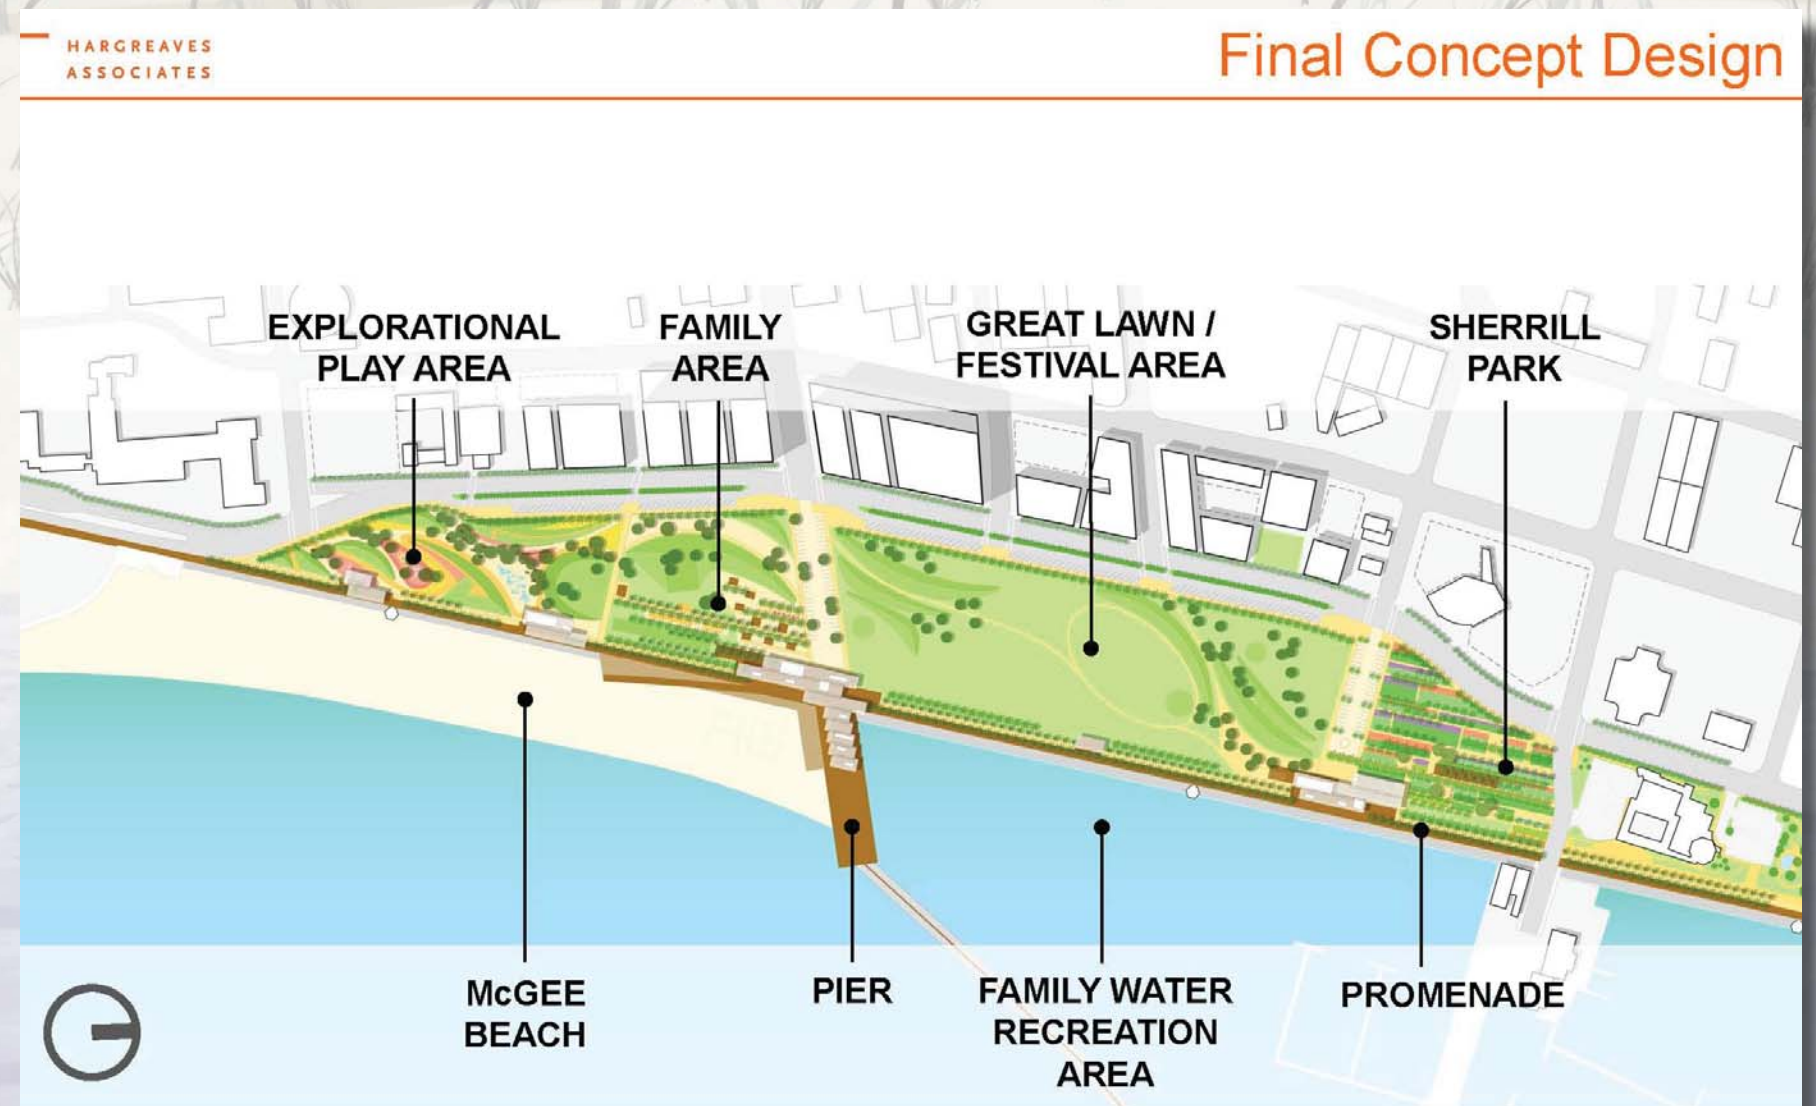 HARGREAVES
ASSOCIATES
Final Concept Design
EXPLORATIONAL
PLAY AREA
FAMILY
AREA
GREAT LAWN /
FESTIVAL AREA
SHERRILL
PARK
McGEE
BEACH
PIER
FAMILY WATER
RECREATION
AREA
PROMENADE